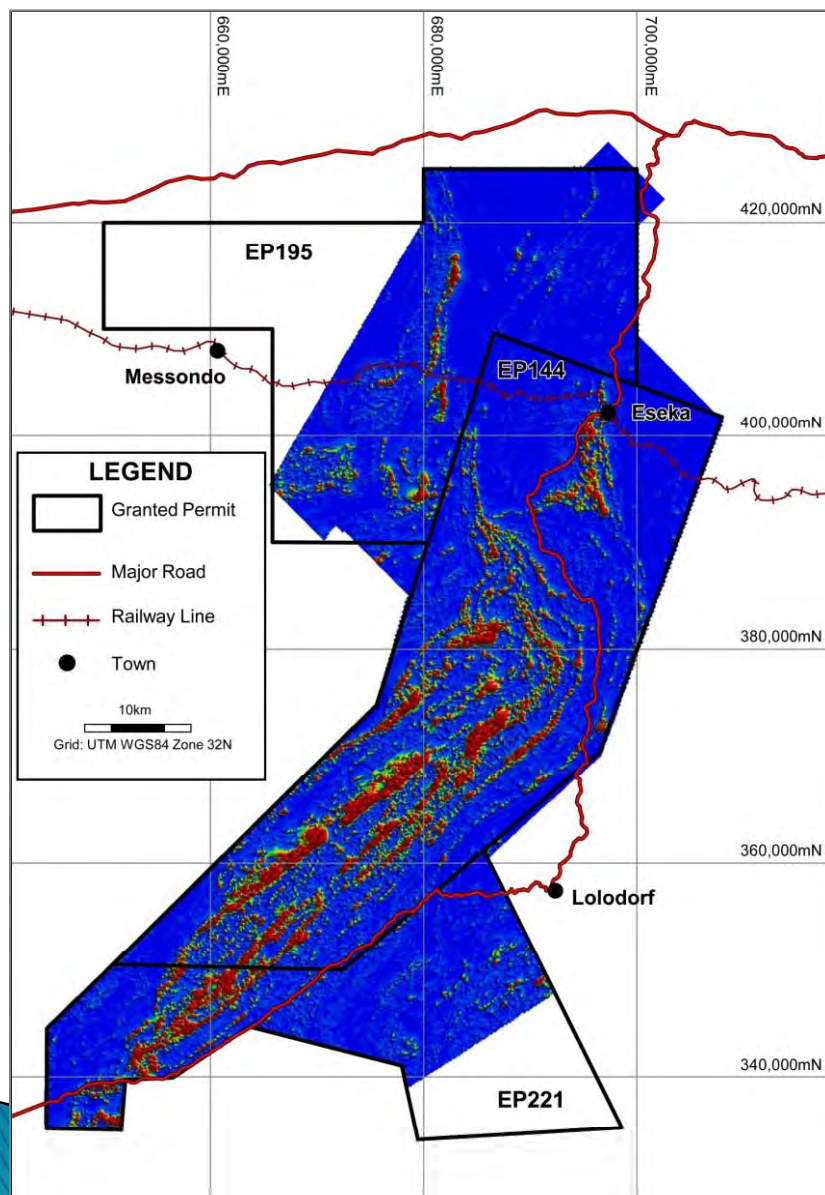 660,000mE
680,000mE
700,000mE
420,000mN
EP195
Messondo
EP144
Eseka
400,000mN
LEGEND
Granted Permit
Major Road
Railway Line
Town
10km
Grid: UTM WGS84 Zone 32N
380,000mN
360,000mN
Lolodorf
340,000mN
EP221